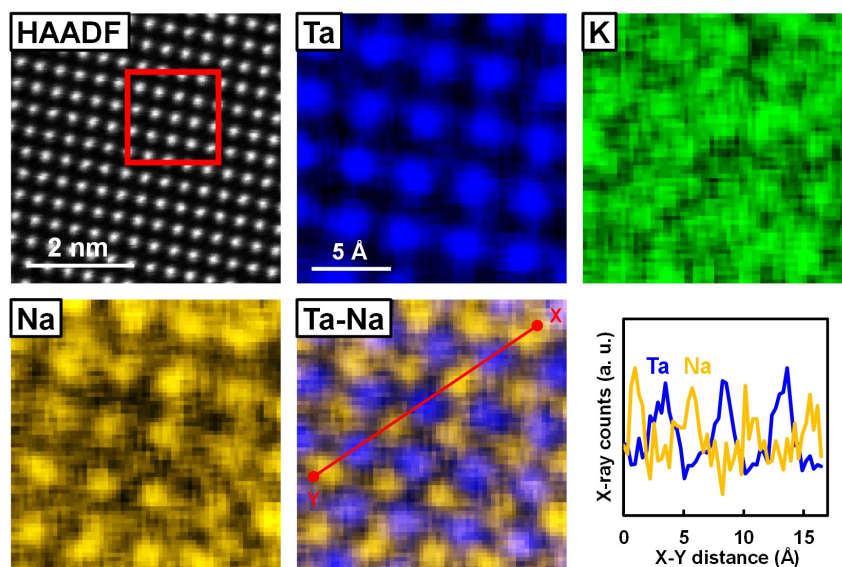 HAADF
Ta
K
2 nm
5 Å
Na
Ta-Na
X
Y
Ta Na
X-ray counts (a. u.)
0 5 10 15
X-Y distance (Å)